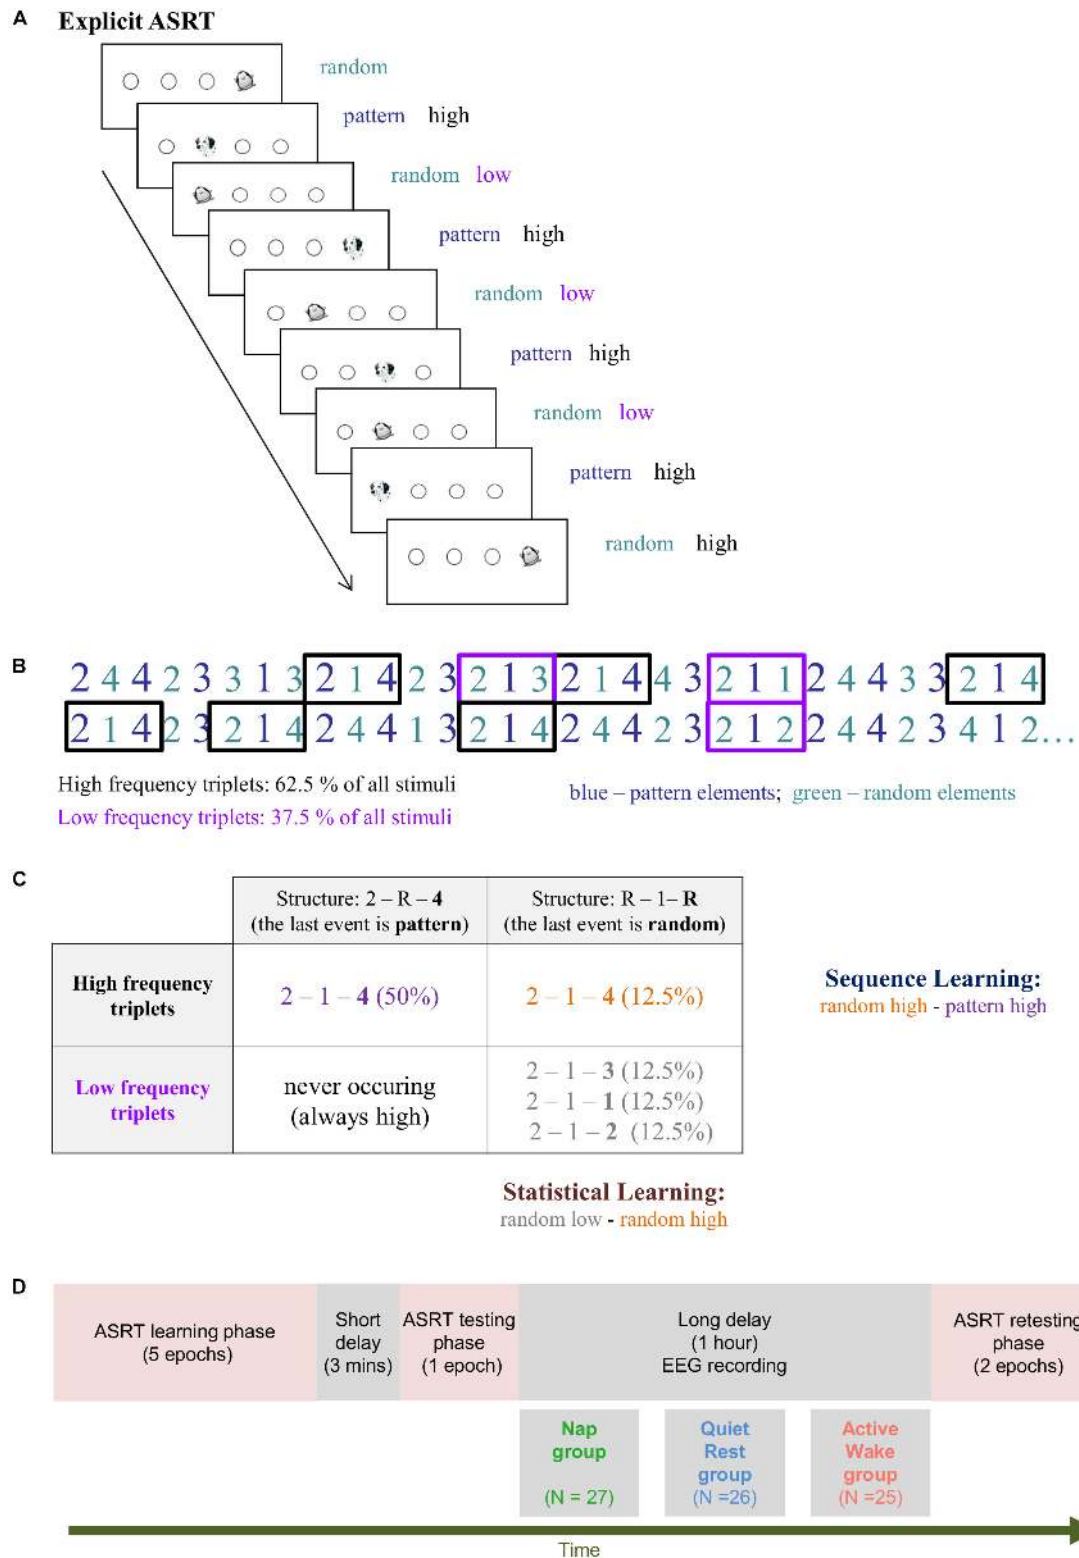 A Explicit ASRT
random
pattern high
random low
pattern high
random low
pattern high
random low
pattern high
random high
B
2 4 4 2 3 3 1 3 2 1 4 2 3 2 1 3 2 1 4 4 3 2 1 1 2 4 4 3 3 2 1 4
2 1 4 2 3 2 1 4 2 4 4 1 3 2 1 4 2 4 4 2 3 2 1 2 2 4 4 2 3 4 1 2...
High frequency triplets: 62.5 % of all stimuli
Low frequency triplets: 37.5 % of all stimuli
blue – pattern elements; green – random elements
C
Structure: 2 – R – 4
(the last event is pattern)
Structure: R – 1– R
(the last event is random)
High frequency
triplets
2 – 1 – 4 (50%)
2 – 1 – 4 (12.5%)
Low frequency
triplets
never occuring
(always high)
2 – 1 – 3 (12.5%)
2 – 1 – 1 (12.5%)
2 – 1 – 2 (12.5%)
Sequence Learning:
random high - pattern high
Statistical Learning:
random low - random high
D
ASRT learning phase
(5 epochs)
Short
delay
(3 mins)
ASRT testing
phase
(1 epoch)
Long delay
(1 hour)
EEG recording
ASRT retesting
phase
(2 epochs)
Nap
group
(N = 27)
Quiet
Rest
group
(N =26)
Active
Wake
group
(N =25)
Time